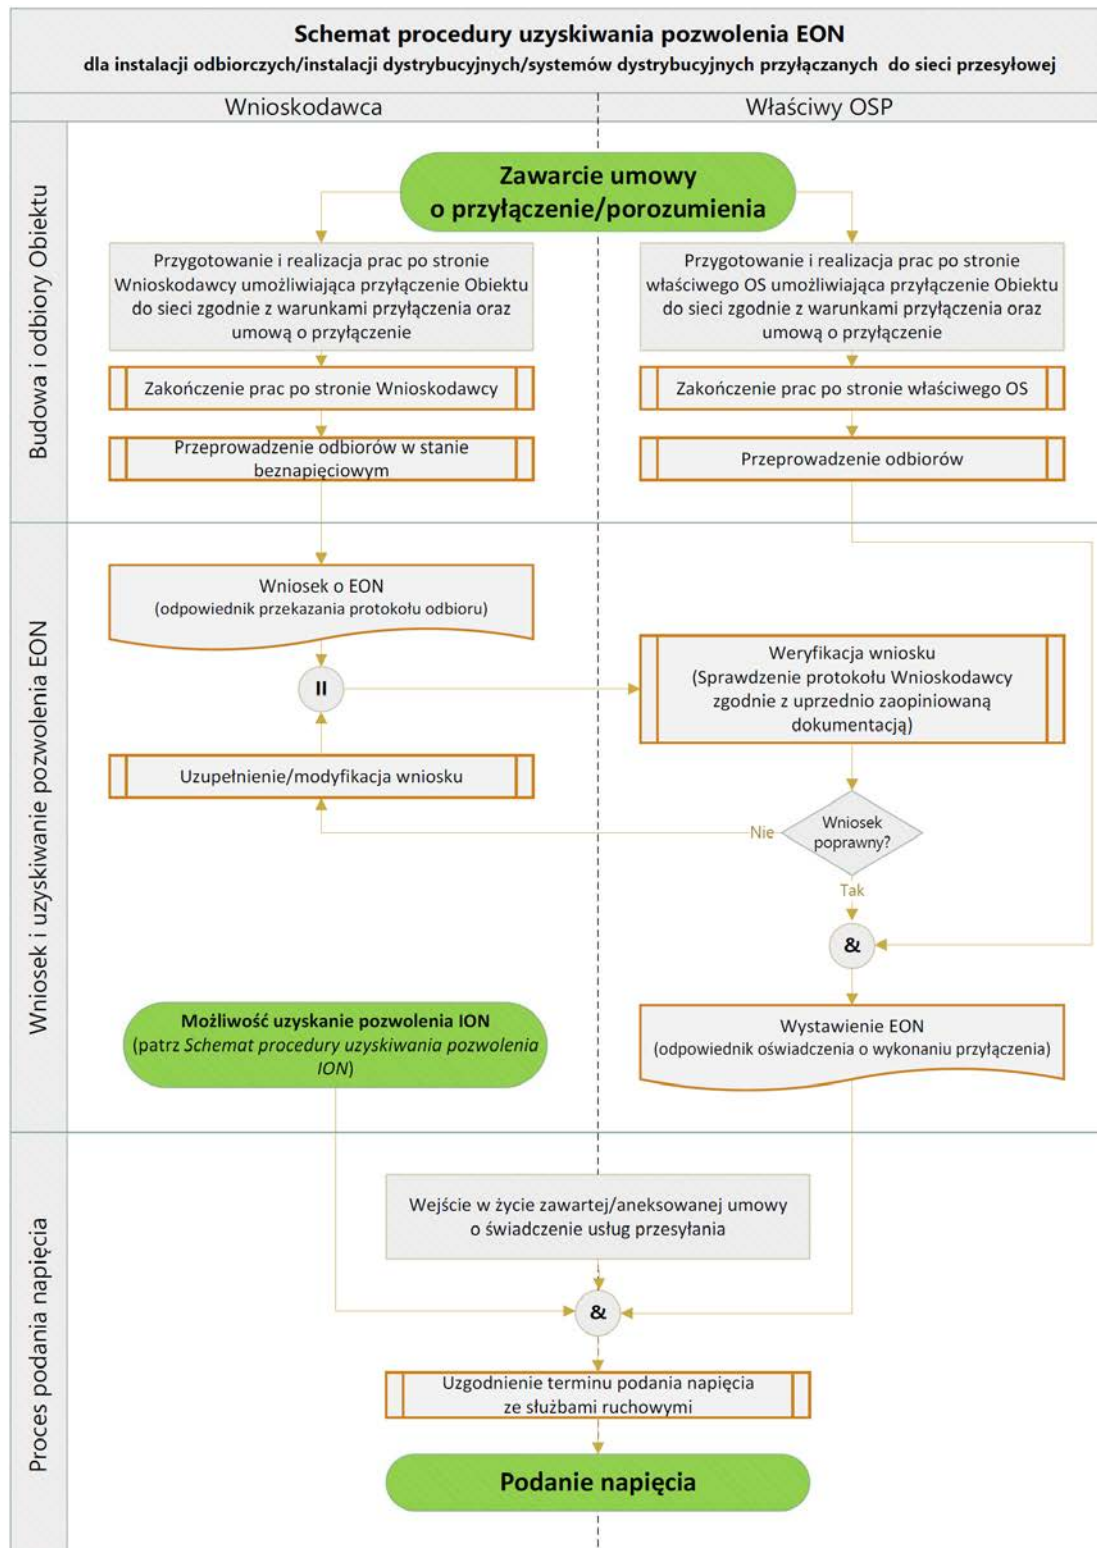 Schemat procedury uzyskiwania pozwolenia EON
dla instalacji odbiorczych/instalacji dystrybucyjnych/systemów dystrybucyjnych przyłączanych do sieci przesyłowej
Wnioskodawca
Właściwy OSP
Budowa i odbiory Obiektu
Zawarcie umowy
o przyłączenie/porozumienia
Przygotowanie i realizacja prac po stronie
Wnioskodawcy umożliwiająca przyłączenie Obiektu
do sieci zgodnie z warunkami przyłączenia oraz
umową o przyłączenie
Przygotowanie i realizacja prac po stronie
właściwego OS umożliwiająca przyłączenie Obiektu
do sieci zgodnie z warunkami przyłączenia oraz
umową o przyłączenie
Zakończenie prac po stronie Wnioskodawcy
Zakończenie prac po stronie właściwego OS
Przeprowadzenie odbiorów w stanie
beznapięciowym
Przeprowadzenie odbiorów
Wniosek i uzyskiwanie pozwolenia EON
Wniosek o EON
(odpowiednik przekazania protokołu odbioru)
II
Weryfikacja wniosku
(Sprawdzenie protokołu Wnioskodawcy
zgodnie z uprzednio zaopiniowaną
dokumentacją)
Uzupełnienie/modyfikacja wniosku
Nie
Wniosek
poprawny?
Tak
&
Możliwość uzyskanie pozwolenia ION
(patrz Schemat procedury uzyskiwania pozwolenia
ION)
Wystawienie EON
(odpowiednik oświadczenia o wykonaniu przyłączenia)
Proces podania napięcia
Wejście w życie zawartej/aneksowanej umowy
o świadczenie usług przesyłania
&
Uzgodnienie terminu podania napięcia
ze służbami ruchowymi
Podanie napięcia